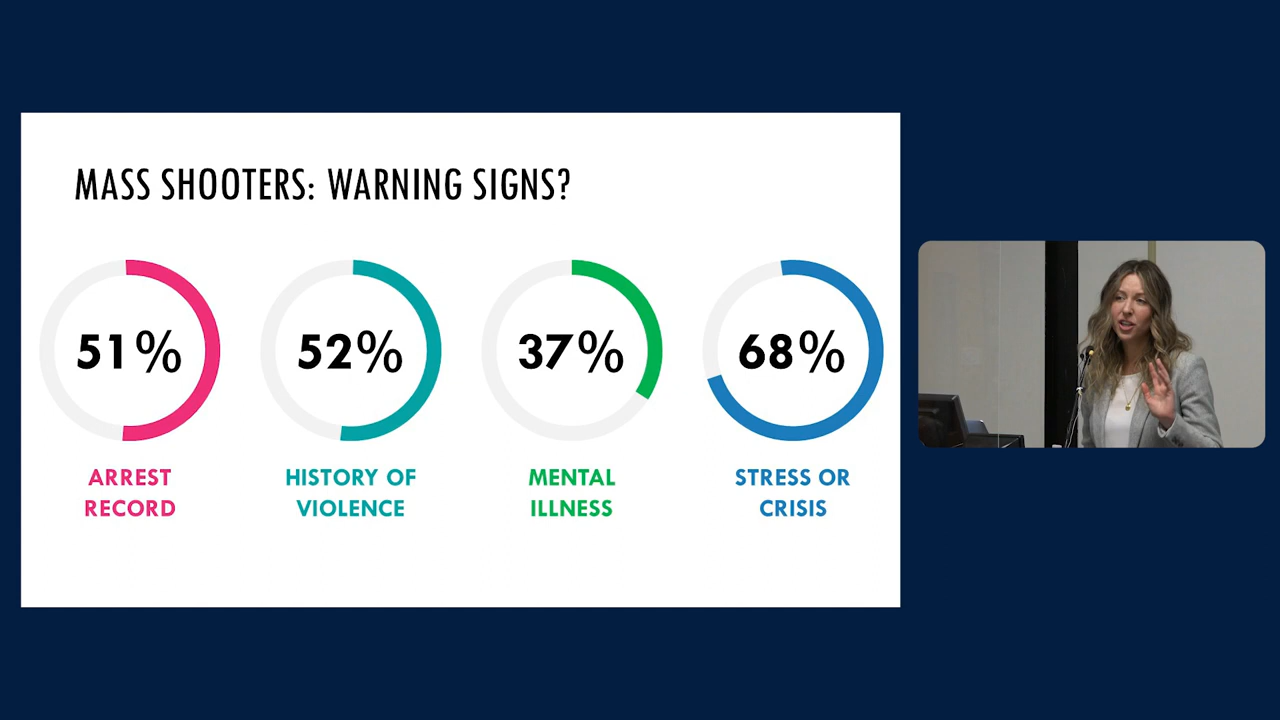 MASS SHOOTERS: WARNING SIGNS?
51%
52%
37%
68%
ARREST
RECORD
HISTORY OF
VIOLENCE
MENTAL
ILLNESS
STRESS OR
CRISIS